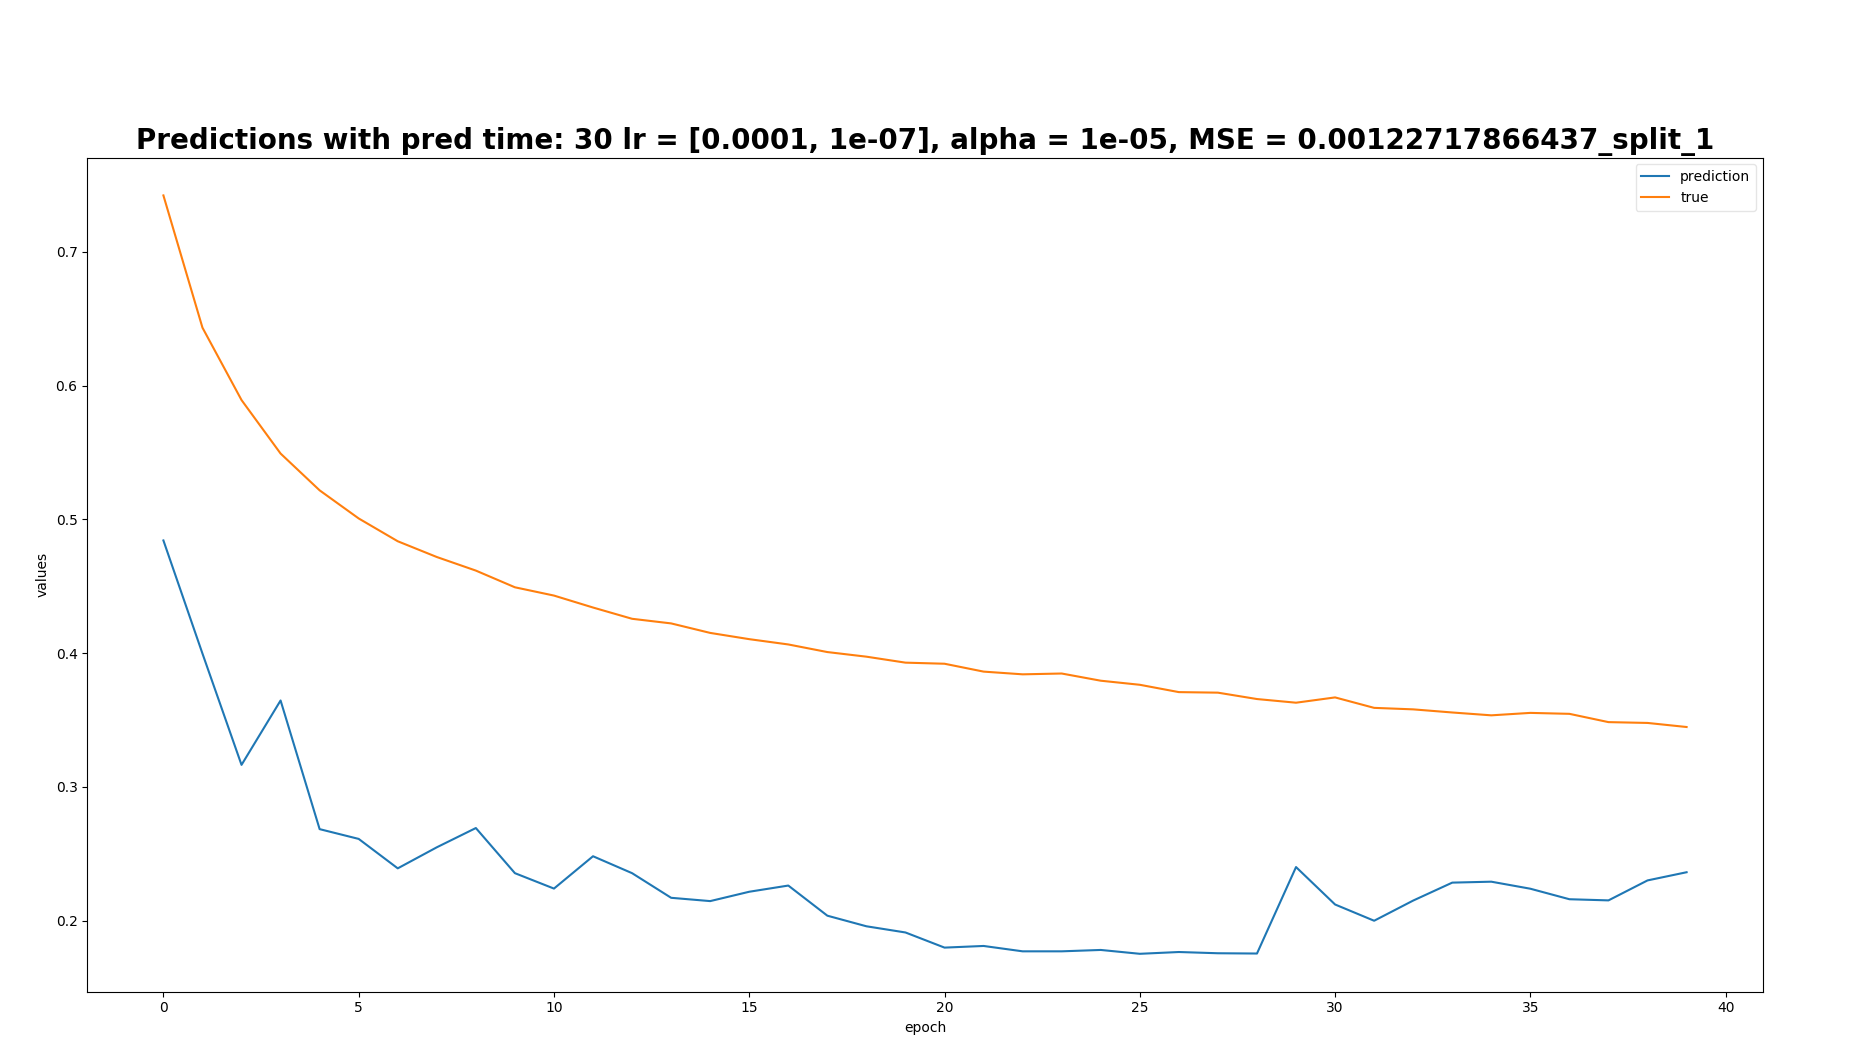 Predictions with pred time: 30 lr = [0.0001, 1e-07], alpha = 1e-05, MSE = 0.00122717866437_split_1
prediction
true
values
0.7
0.6
0.5
0.4
0.3
0.2
0 5 10 15 20 25 30 35 40
epoch